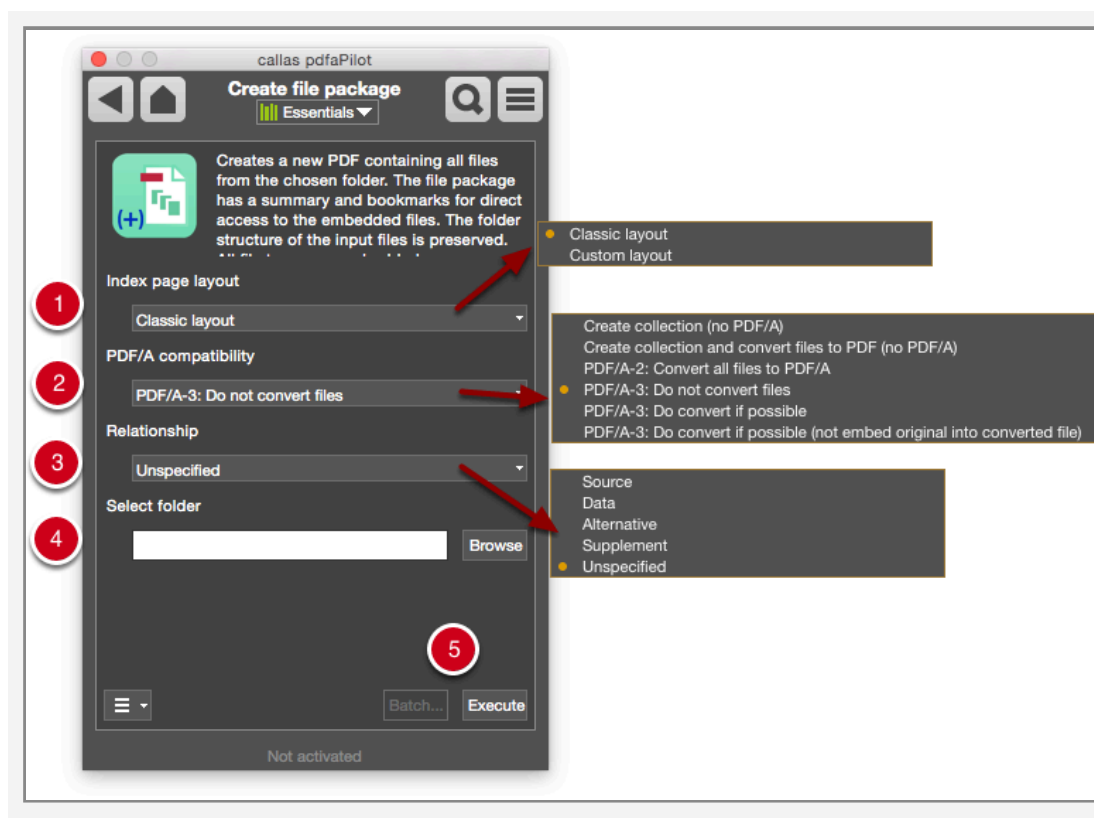 callas pdfaPilot
Create file package
Essentials
Creates a new PDF containing all files
from the chosen folder. The file package
has a summary and bookmarks for direct
access to the embedded files. The folder
structure of the input files is preserved.
Index page layout
1
Classic layout
PDF/A compatibility
2
PDF/A-3: Do not convert files
Relationship
3
Unspecified
Select folder
4
Browse
5
Batch...
Execute
Not activated
Classic layout
Custom layout
Create collection (no PDF/A)
Create collection and convert files to PDF (no PDF/A)
PDF/A-2: Convert all files to PDF/A
PDF/A-3: Do not convert files
PDF/A-3: Do convert if possible
PDF/A-3: Do convert if possible (not embed original into converted file)
Source
Data
Alternative
Supplement
Unspecified
(+)